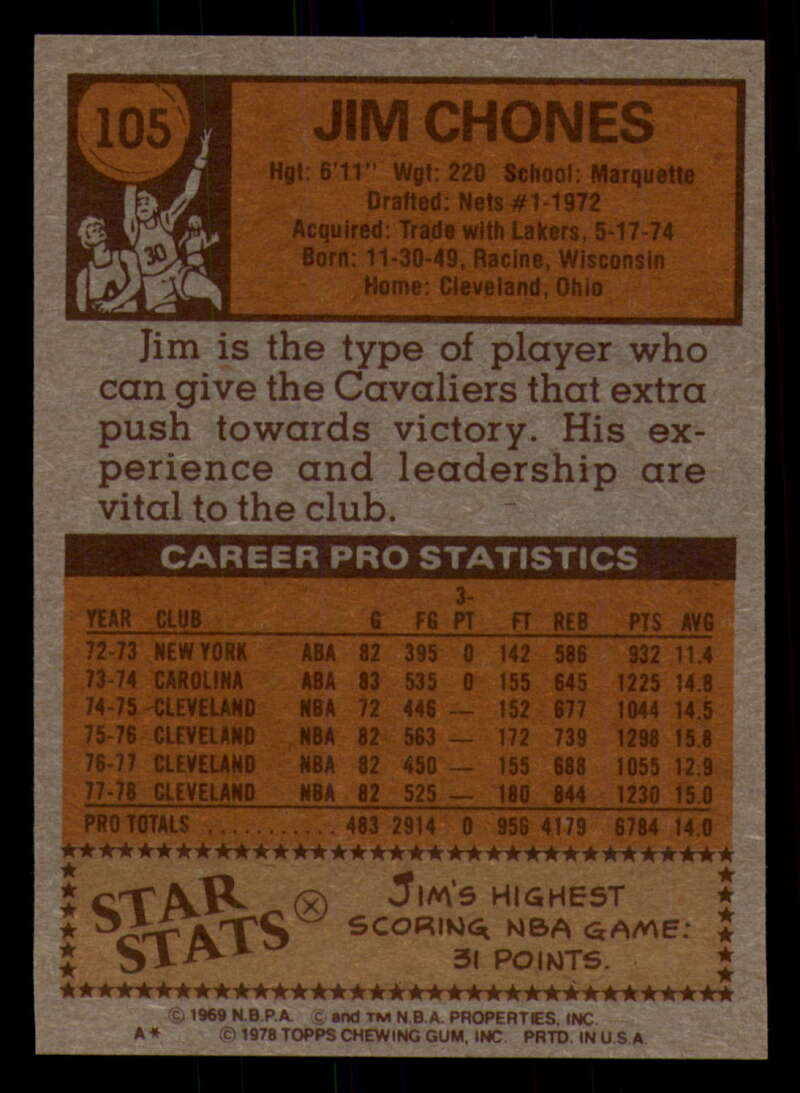 105
JIM CHONES
Hgt: 6'11" Wgt: 220 School: Marquette
Drafted: Nets #1-1972
Acquired: Trade with Lakers, 5-17-74
Born: 11-30-49, Racine, Wisconsin
Home: Cleveland, Ohio
30
4
Jim is the type of player who
can give the Cavaliers that extra
push towards victory. His ex-
perience and leadership are
vital to the club.
CAREER PRO STATISTICS
YEAR CLUB G FG 3-PT FT REB PTS AVG
72-73 NEW YORK ABA 82 395 0 142 586 932 11.4
73-74 CAROLINA ABA 83 535 0 155 645 1225 14.8
74-75 CLEVELAND NBA 72 446 — 152 677 1044 14.5
75-76 CLEVELAND NBA 82 563 — 172 739 1298 15.8
76-77 CLEVELAND NBA 82 450 — 155 688 1055 12.9
77-78 CLEVELAND NBA 82 525 — 180 844 1230 15.0
PRO TOTALS ........... 483 2914 0 956 4179 6784 14.0
STAR STATS
JIM'S HIGHEST
SCORING NBA GAME:
31 POINTS.
© 1969 N.B.P.A. © and TM N.B.A. PROPERTIES, INC.
A* © 1978 TOPPS CHEWING GUM, INC. PRTD. IN U.S.A.